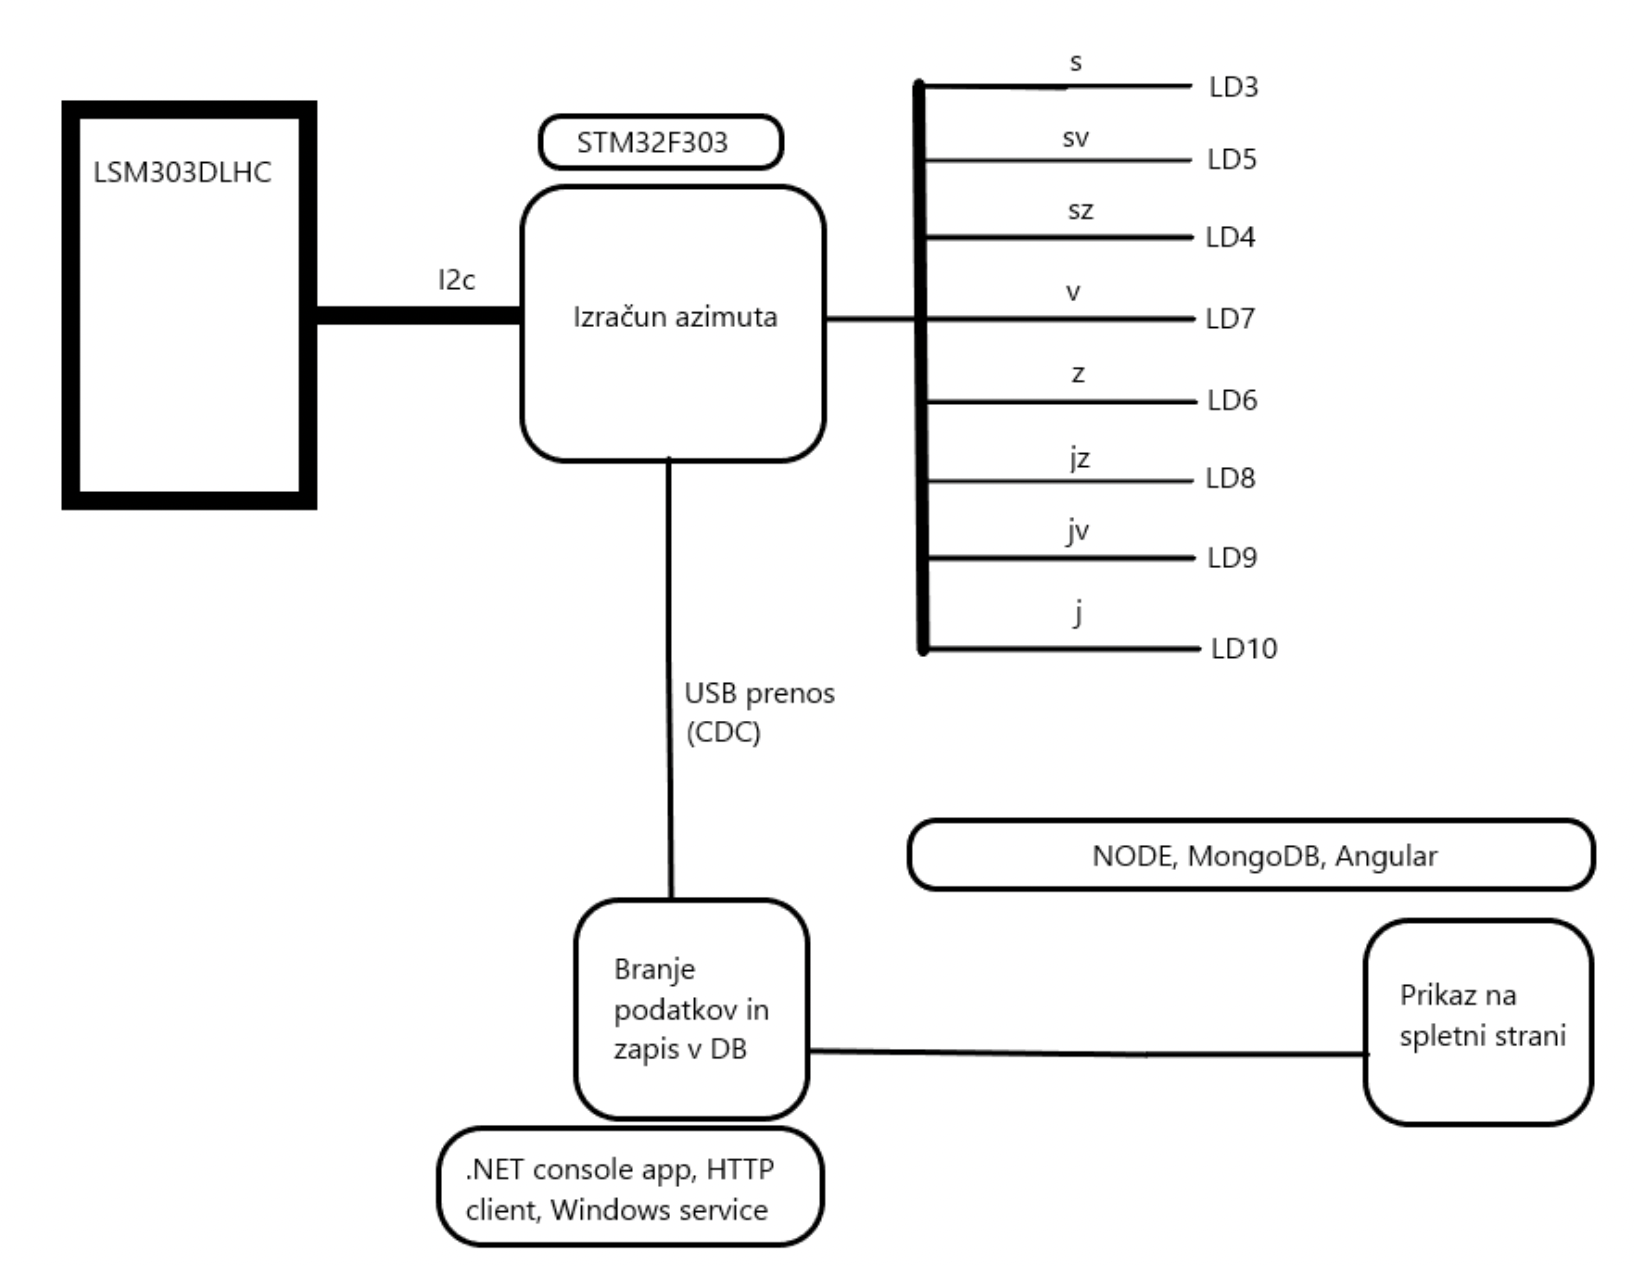 LSM303DLHC
I2c
STM32F303
Izračun azimuta
s
LD3
sv
LD5
sz
LD4
v
LD7
z
LD6
jz
LD8
jv
LD9
j
LD10
USB prenos
(CDC)
NODE, MongoDB, Angular
Branje
podatkov in
zapis v DB
Prikaz na
spletni strani
.NET console app, HTTP
client, Windows service